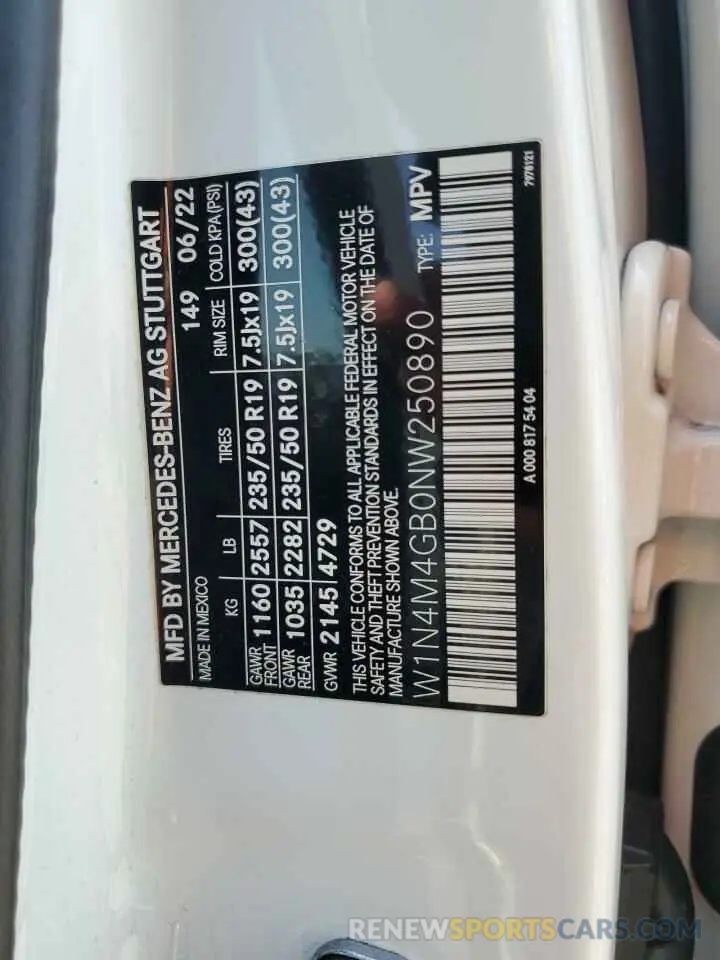 MFD BY MERCEDES-BENZ AG STUTTGART
MADE IN MEXICO 149 06/22
KG LB TIRES RIM SIZE COLD KPA(PSI)
GAWR FRONT 1160 2557 235/50 R19 7.5Jx19 300(43)
GAWR REAR 1035 2282 235/50 R19 7.5Jx19 300(43)
GVWR 2145 4729
THIS VEHICLE CONFORMS TO ALL APPLICABLE FEDERAL MOTOR VEHICLE
SAFETY AND THEFT PREVENTION STANDARDS IN EFFECT ON THE DATE OF
MANUFACTURE SHOWN ABOVE.
W1N4M4GB0NW250890 TYPE: MPV
A 000 817 54 04 7976121
RENEWSPORTSCARS.COM